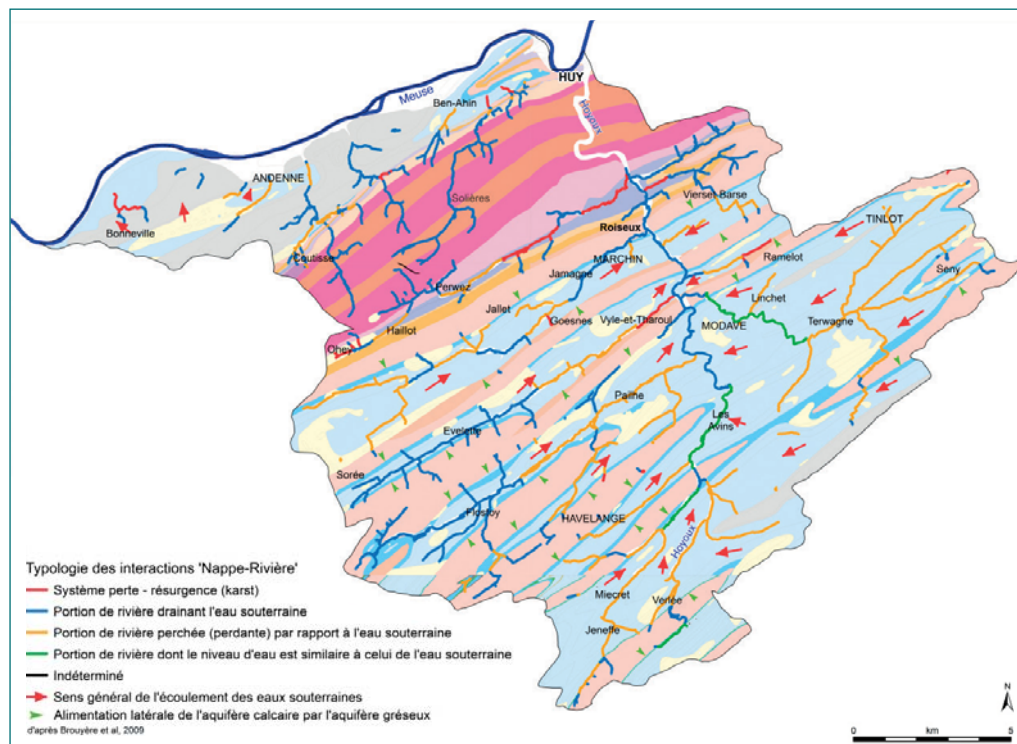 HUY
Meuse
Hoyoux
Ben-Ahin
ANDENNE
Solières
Vierset-Barse
Bonneville
TINLOT
Roiseux
Coutisse
MARCHIN
Ramelot
Seny
Jamagne
Perwez
Linchet
Jallet
Goesnes
Vyle-et-Tharoul
Terwagne
Haillot
MODAVE
Ohey
Pailhe
Les
Avins
Evelette
Sorée
Flostoy
HAVELANGE
Hoyoux
Miecret
Verlée
Jeneffe
Typologie des interactions 'Nappe-Rivière'
Système perte - résurgence (karst)
Portion de rivière drainant l'eau souterraine
Portion de rivière perchée (perdante) par rapport à l'eau souterraine
Portion de rivière dont le niveau d'eau est similaire à celui de l'eau souterraine
Indéterminé
Sens général de l'écoulement des eaux souterraines
Alimentation latérale de l'aquifère calcaire par l'aquifère gréseux
d'après Brouyère et al, 2009
N
0 km 5